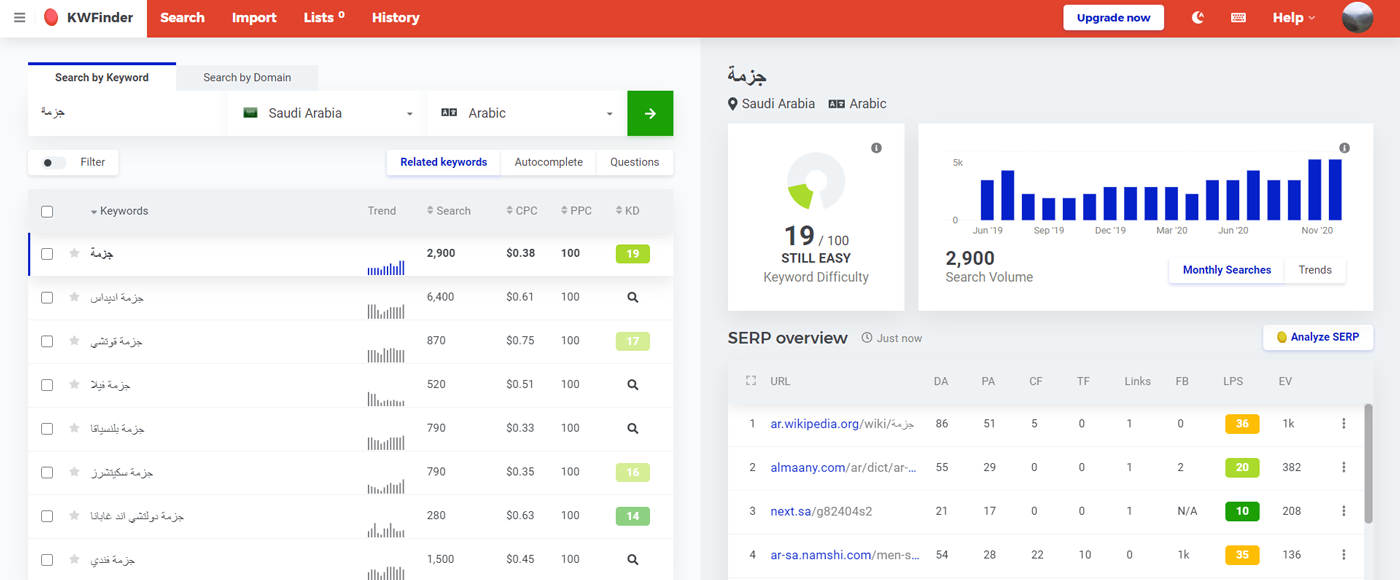 KWFinder
Search
Import
Lists 0
History
Upgrade now
Help
Search by Keyword
Search by Domain
جزمة
Saudi Arabia
Arabic
Filter
Related keywords
Autocomplete
Questions
Keywords Trend Search CPC PPC KD
جزمة 2,900 $0.38 100 19
جزمة اديداس 6,400 $0.61 100
جزمة قوتشي 870 $0.75 100 17
جزمة فيلا 520 $0.51 100
جزمة بلنسياقا 790 $0.33 100
جزمة سكيتشرز 790 $0.35 100 16
جزمة دولتشي اند غابانا 280 $0.63 100 14
جزمة فندي 1,500 $0.45 100
جزمة
Saudi Arabia Arabic
19 / 100
STILL EASY
Keyword Difficulty
5k
0
Jun '19 Sep '19 Dec '19 Mar '20 Jun '20 Nov '20
2,900
Search Volume
Monthly Searches
Trends
SERP overview
Just now
Analyze SERP
URL DA PA CF TF Links FB LPS EV
1 ar.wikipedia.org/wiki/جزمة 86 51 5 0 1 0 36 1k
2 almaany.com/ar/dict/ar-... 55 29 0 0 1 2 20 382
3 next.sa/g82404s2 21 17 0 0 1 N/A 10 208
4 ar-sa.namshi.com/men-s... 54 28 22 10 0 1k 35 136